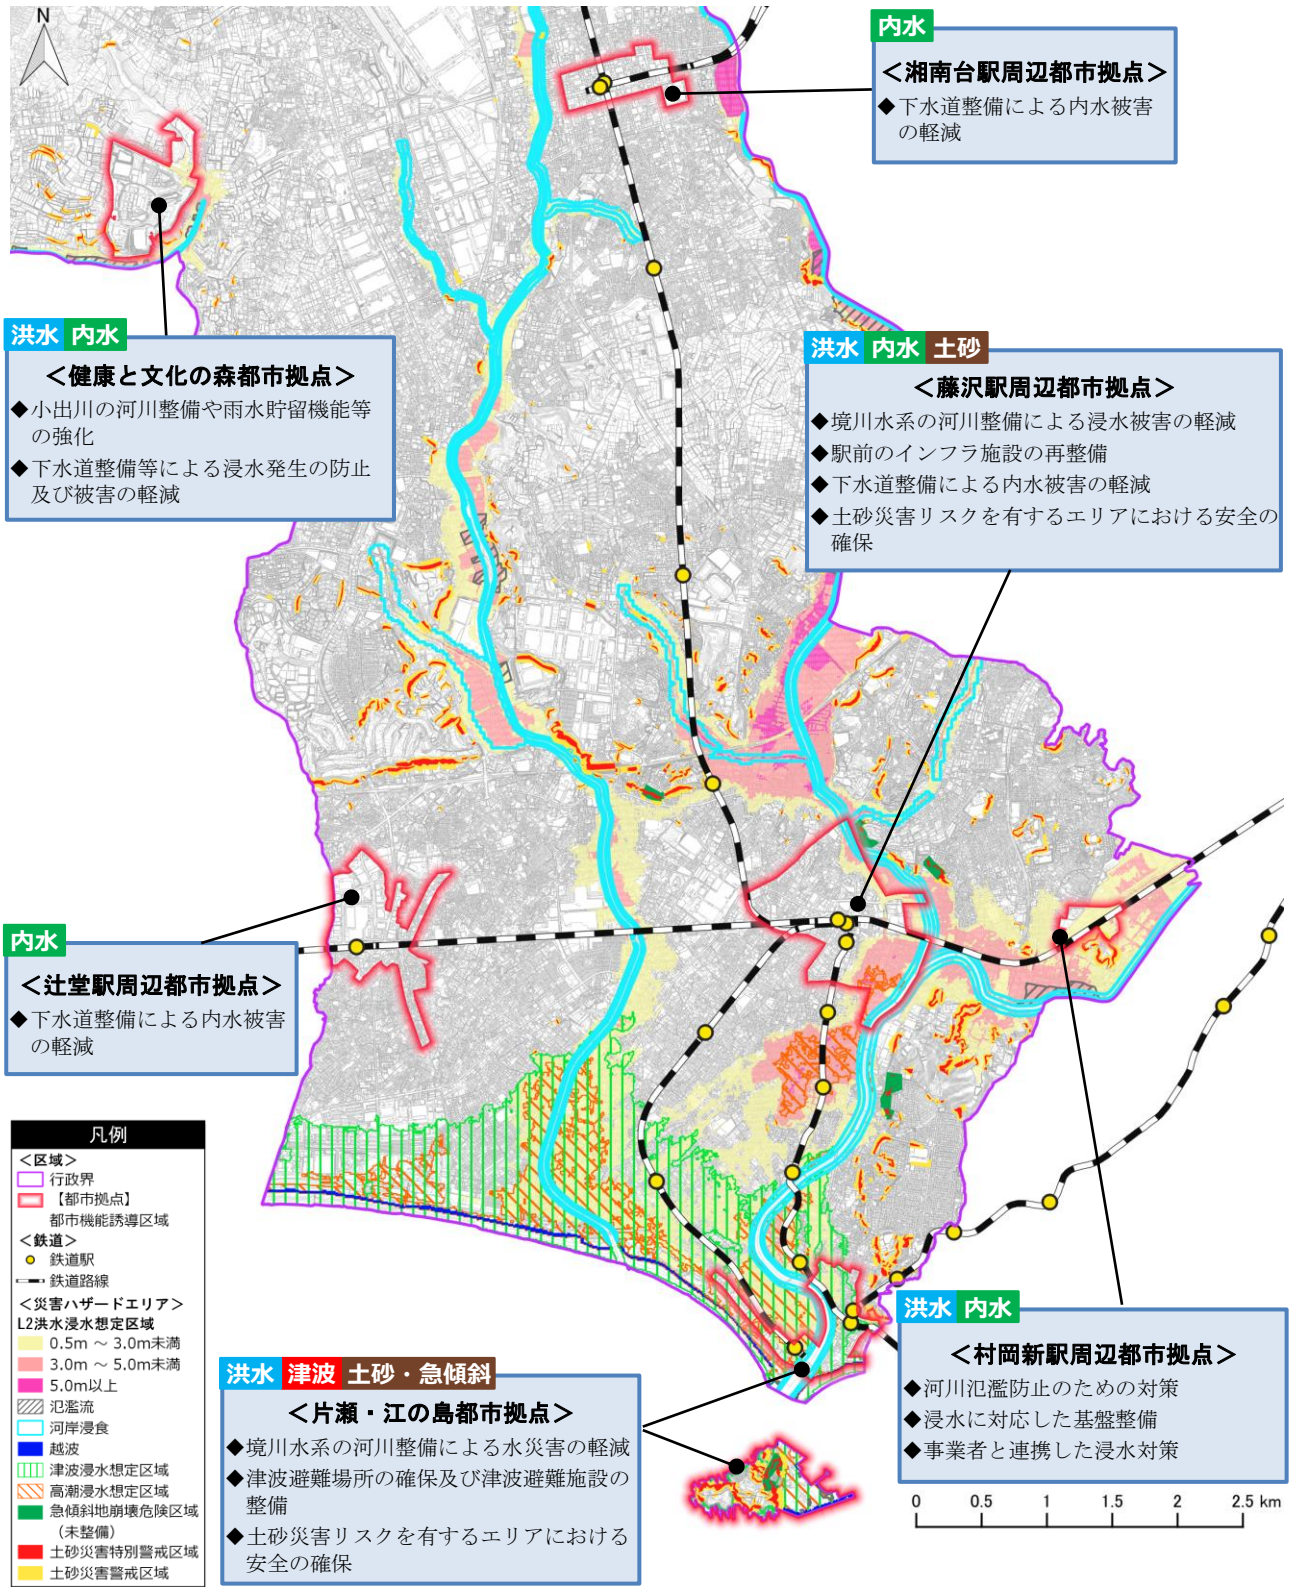 N
内水
＜湘南台駅周辺都市拠点＞
◆下水道整備による内水被害
の軽減
洪水 内水
＜健康と文化の森都市拠点＞
◆小出川の河川整備や雨水貯留機能等
の強化
◆下水道整備等による浸水発生の防止
及び被害の軽減
洪水 内水 土砂
＜藤沢駅周辺都市拠点＞
◆境川水系の河川整備による浸水被害の軽減
◆駅前のインフラ施設の再整備
◆下水道整備による内水被害の軽減
◆土砂災害リスクを有するエリアにおける安全の
確保
内水
＜辻堂駅周辺都市拠点＞
◆下水道整備による内水被害
の軽減
凡例
＜区域＞
行政界
【都市拠点】
都市機能誘導区域
＜鉄道＞
鉄道駅
鉄道路線
＜災害ハザードエリア＞
L2洪水浸水想定区域
0.5m ～ 3.0m未満
3.0m ～ 5.0m未満
5.0m以上
氾濫流
河岸浸食
越波
津波浸水想定区域
高潮浸水想定区域
急傾斜地崩壊危険区域
（未整備）
土砂災害特別警戒区域
土砂災害警戒区域
洪水 津波 土砂・急傾斜
＜片瀬・江の島都市拠点＞
◆境川水系の河川整備による水災害の軽減
◆津波避難場所の確保及び津波避難施設の
整備
◆土砂災害リスクを有するエリアにおける
安全の確保
洪水 内水
＜村岡新駅周辺都市拠点＞
◆河川氾濫防止のための対策
◆浸水に対応した基盤整備
◆事業者と連携した浸水対策
0 0.5 1 1.5 2 2.5 km